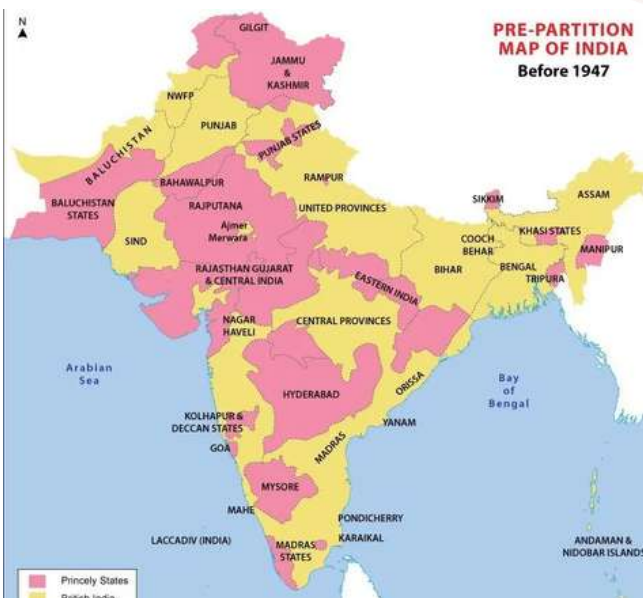 N
PRE-PARTITION
MAP OF INDIA
Before 1947
GILGIT
JAMMU
&
KASHMIR
NWFP
PUNJAB
BALUCHISTAN
PUNJAB STATES
BAHAWALPUR
RAMPUR
BALUCHISTAN
STATES
RAJPUTANA
UNITED PROVINCES
SIKKIM
ASSAM
Ajmer
Merwara
SIND
COOCH
BEHAR
KHASI STATES
MANIPUR
RAJASTHAN GUJARAT
& CENTRAL INDIA
EASTERN INDIA
BIHAR
BENGAL
TRIPURA
NAGAR
HAVELI
CENTRAL PROVINCES
Arabian
Sea
HYDERABAD
ORISSA
Bay
of
Bengal
KOLHAPUR &
DECCAN STATES
YANAM
GOA
MADRAS
MYSORE
MAHE
PONDICHERRY
LACCADIV (INDIA)
MADRAS
STATES
KARAIKAL
ANDAMAN &
NIDOBAR ISLANDS
Princely States
British India